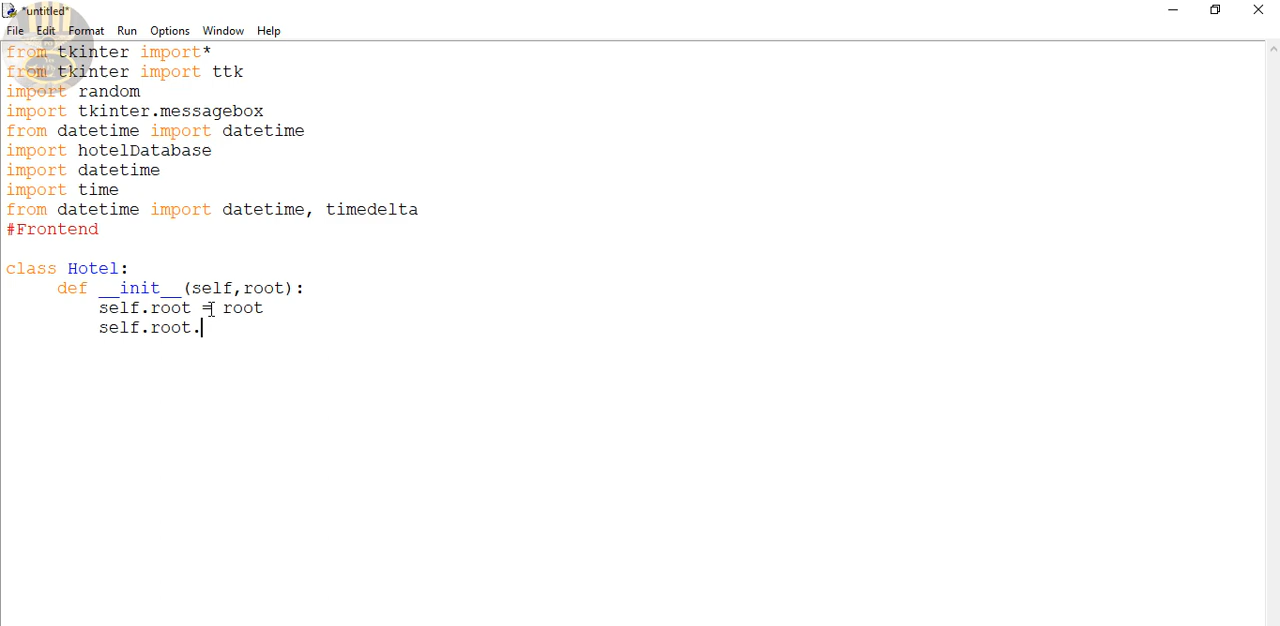 *untitled*
File Edit Format Run Options Window Help
from tkinter import*
from tkinter import ttk
import random
import tkinter.messagebox
from datetime import datetime
import hotelDatabase
import datetime
import time
from datetime import datetime, timedelta
#Frontend
class Hotel:
def __init__(self,root):
self.root = root
self.root.